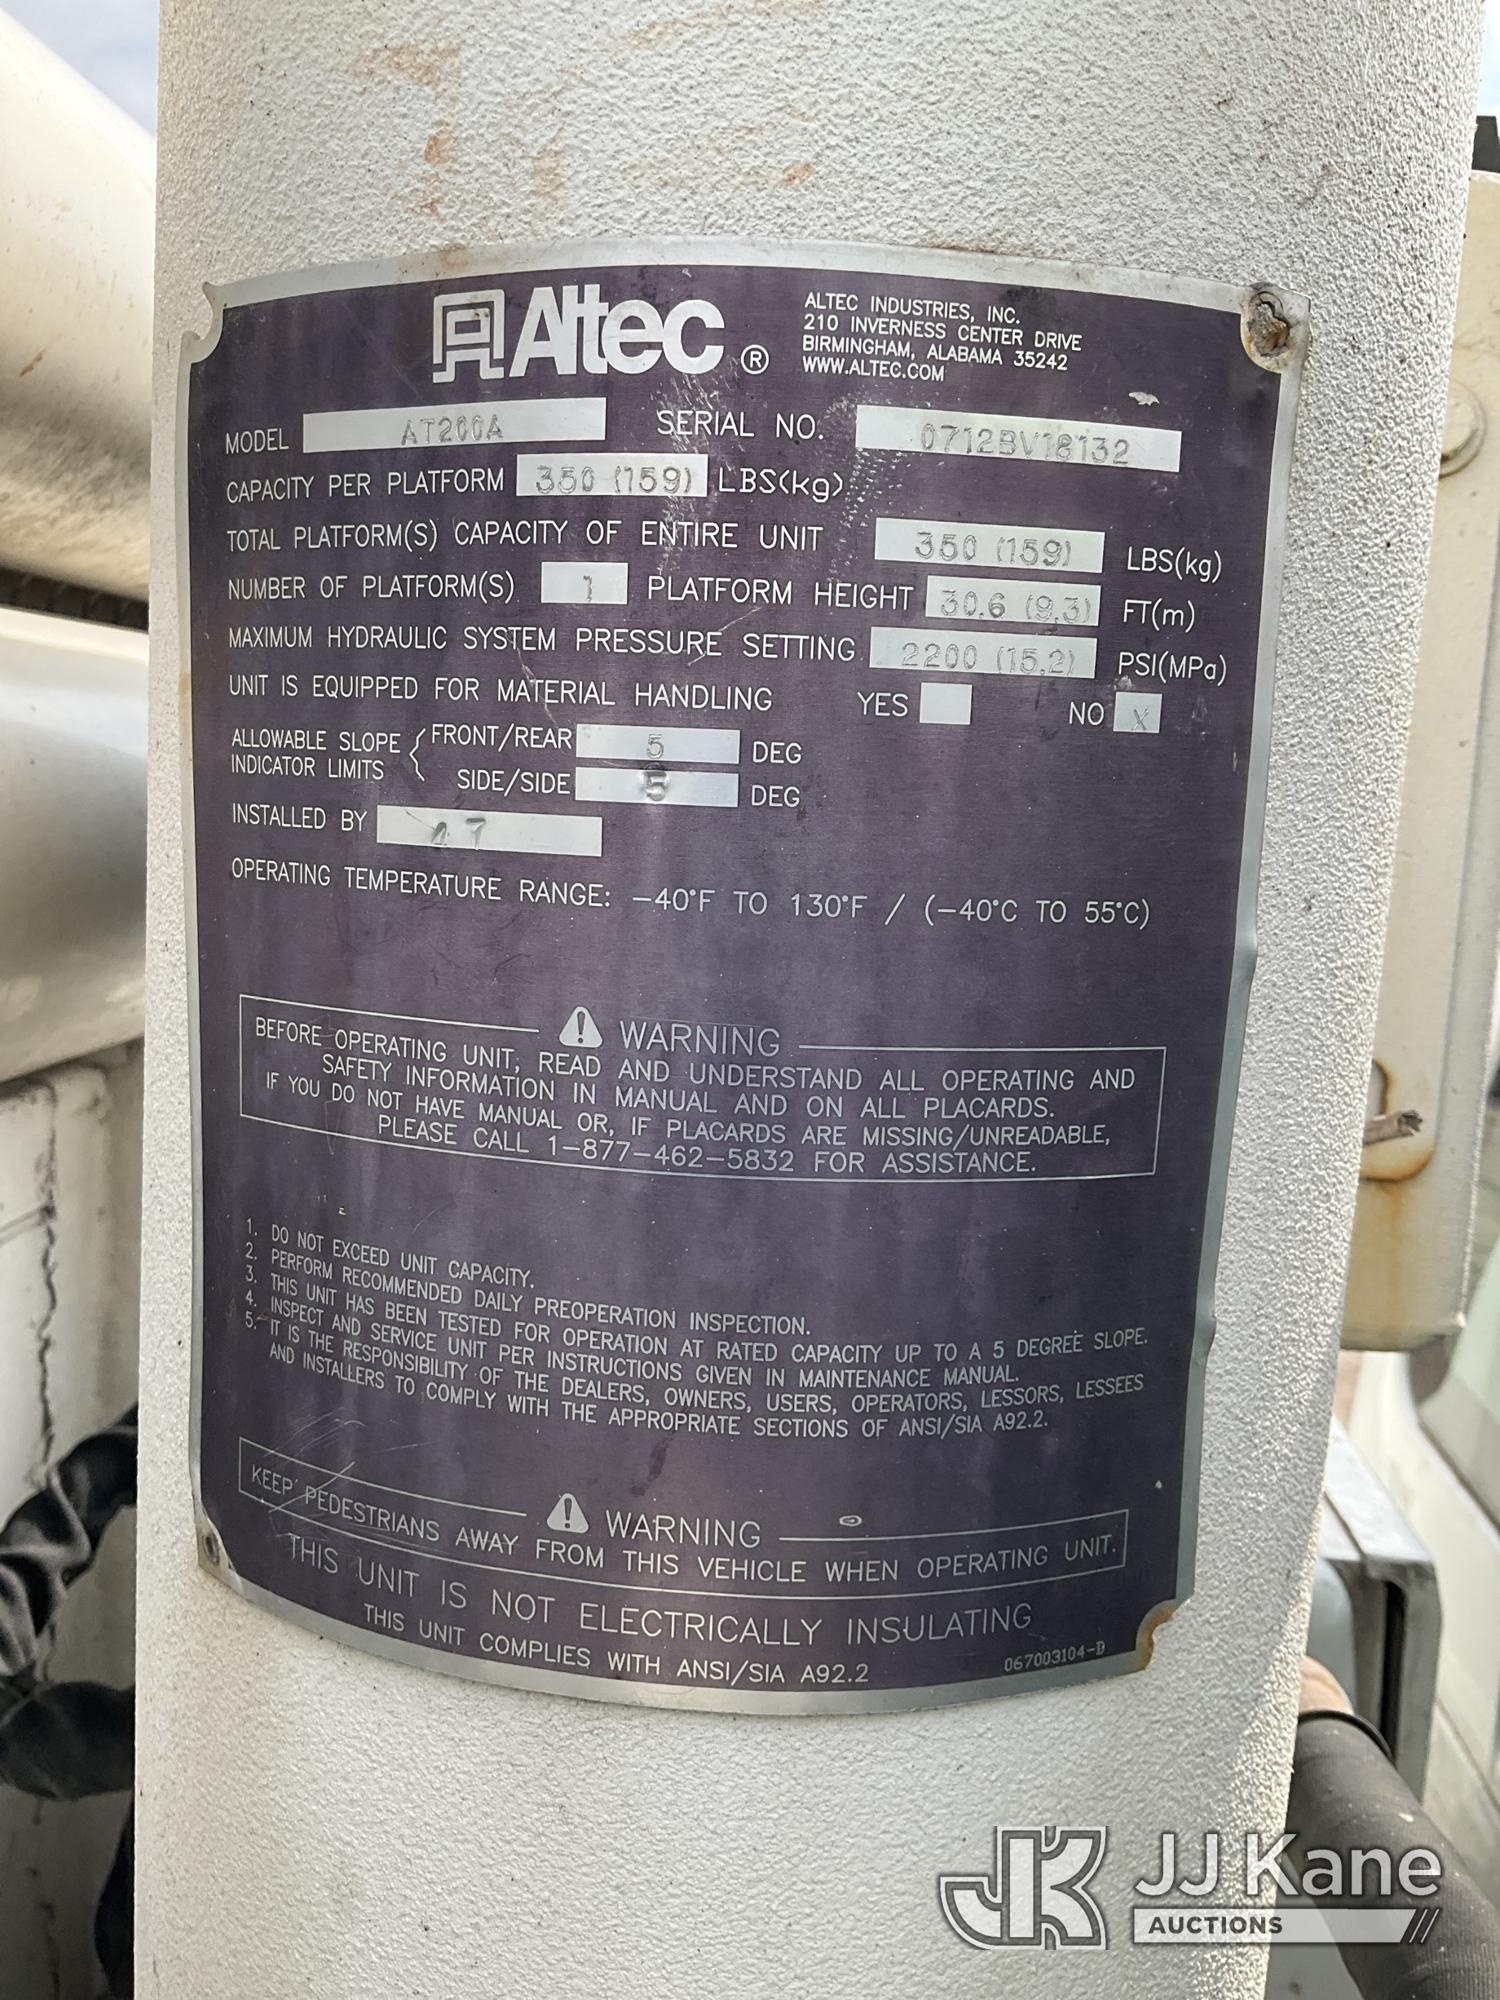 Altec ®
ALTEC INDUSTRIES, INC.
210 INVERNESS CENTER DRIVE
BIRMINGHAM, ALABAMA 35242
WWW.ALTEC.COM
MODEL AT200A SERIAL NO. 0712BV18132
CAPACITY PER PLATFORM 350 (159) LBS(kg)
TOTAL PLATFORM(S) CAPACITY OF ENTIRE UNIT 350 (159) LBS(kg)
NUMBER OF PLATFORM(S) 1 PLATFORM HEIGHT 30.6 (9.3) FT(m)
MAXIMUM HYDRAULIC SYSTEM PRESSURE SETTING 2200 (15.2) PSI(MPa)
UNIT IS EQUIPPED FOR MATERIAL HANDLING YES NO X
ALLOWABLE SLOPE INDICATOR LIMITS { FRONT/REAR 5 DEG
SIDE/SIDE 5 DEG
INSTALLED BY 47
OPERATING TEMPERATURE RANGE: -40°F TO 130°F / (-40°C TO 55°C)
WARNING
BEFORE OPERATING UNIT, READ AND UNDERSTAND ALL OPERATING AND
SAFETY INFORMATION IN MANUAL AND ON ALL PLACARDS.
IF YOU DO NOT HAVE MANUAL OR, IF PLACARDS ARE MISSING/UNREADABLE,
PLEASE CALL 1-877-462-5832 FOR ASSISTANCE.
1. DO NOT EXCEED UNIT CAPACITY.
2. PERFORM RECOMMENDED DAILY PREOPERATION INSPECTION.
3. THIS UNIT HAS BEEN TESTED FOR OPERATION AT RATED CAPACITY UP TO A 5 DEGREE SLOPE.
4. INSPECT AND SERVICE UNIT PER INSTRUCTIONS GIVEN IN MAINTENANCE MANUAL.
5. IT IS THE RESPONSIBILITY OF THE DEALERS, OWNERS, USERS, OPERATORS, LESSORS, LESSEES
AND INSTALLERS TO COMPLY WITH THE APPROPRIATE SECTIONS OF ANSI/SIA A92.2.
WARNING
KEEP PEDESTRIANS AWAY FROM THIS VEHICLE WHEN OPERATING UNIT.
THIS UNIT IS NOT ELECTRICALLY INSULATING
THIS UNIT COMPLIES WITH ANSI/SIA A92.2
067003104-D
JK JJ Kane
AUCTIONS